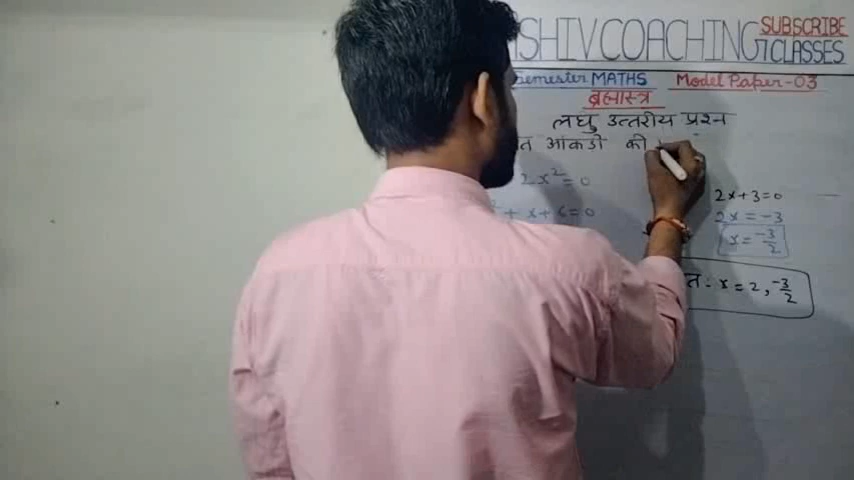 SHIV COACHING CLASSES
SUBSCRIBE
Semester MATHS Model Paper-03
ब्रह्मास्त्र
लघु उत्तरीय प्रश्न
त आंकडो की
2x² = 0
+ x + 6 = 0
2x+3=0
2x = -3
x = -3/2
त: x = 2, -3/2